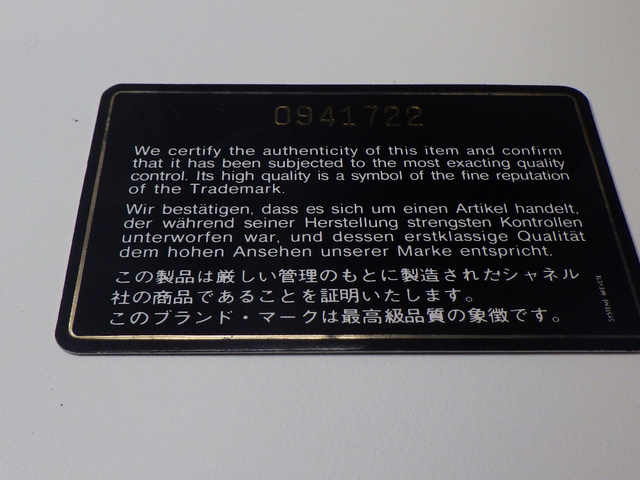 0941722
We certify the authenticity of this item and confirm
that it has been subjected to the most exacting quality
control. Its high quality is a symbol of the fine reputation
of the Trademark.
Wir bestätigen, dass es sich um einen Artikel handelt,
der während seiner Herstellung strengsten Kontrollen
unterworfen war, und dessen erstklassige Qualität
dem hohen Ansehen unserer Marke entspricht.
この製品は厳しい管理のもとに製造されたシャネル
社の商品であることを証明いたします。
このブランド・マークは最高級品質の象徴です。